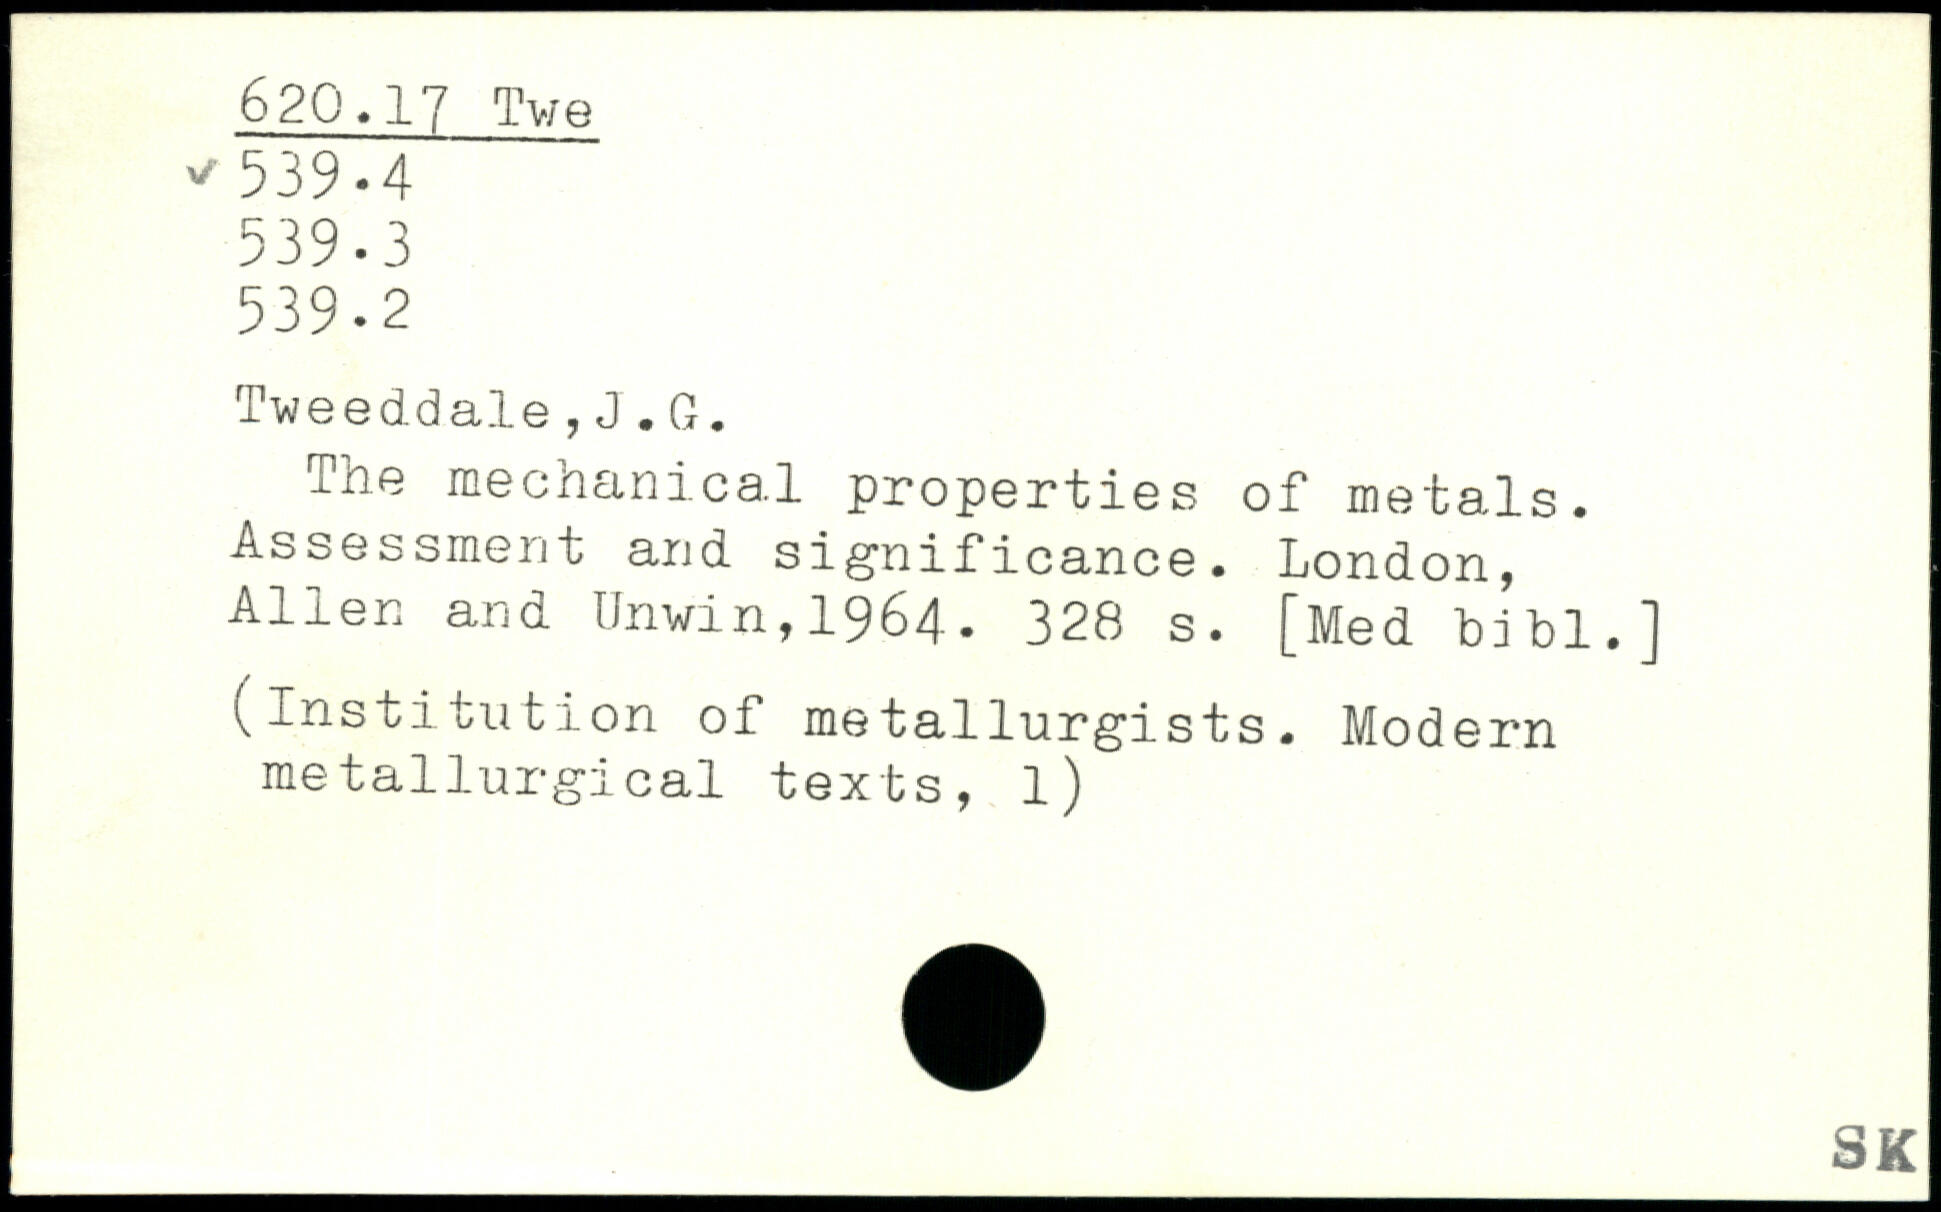 620.17 Twe
✓ 539.4
539.3
539.2
Tweeddale,J.G.
The mechanical properties of metals.
Assessment and significance. London,
Allen and Unwin,1964. 328 s. [Med bibl.]
(Institution of metallurgists. Modern
metallurgical texts, 1)
SK